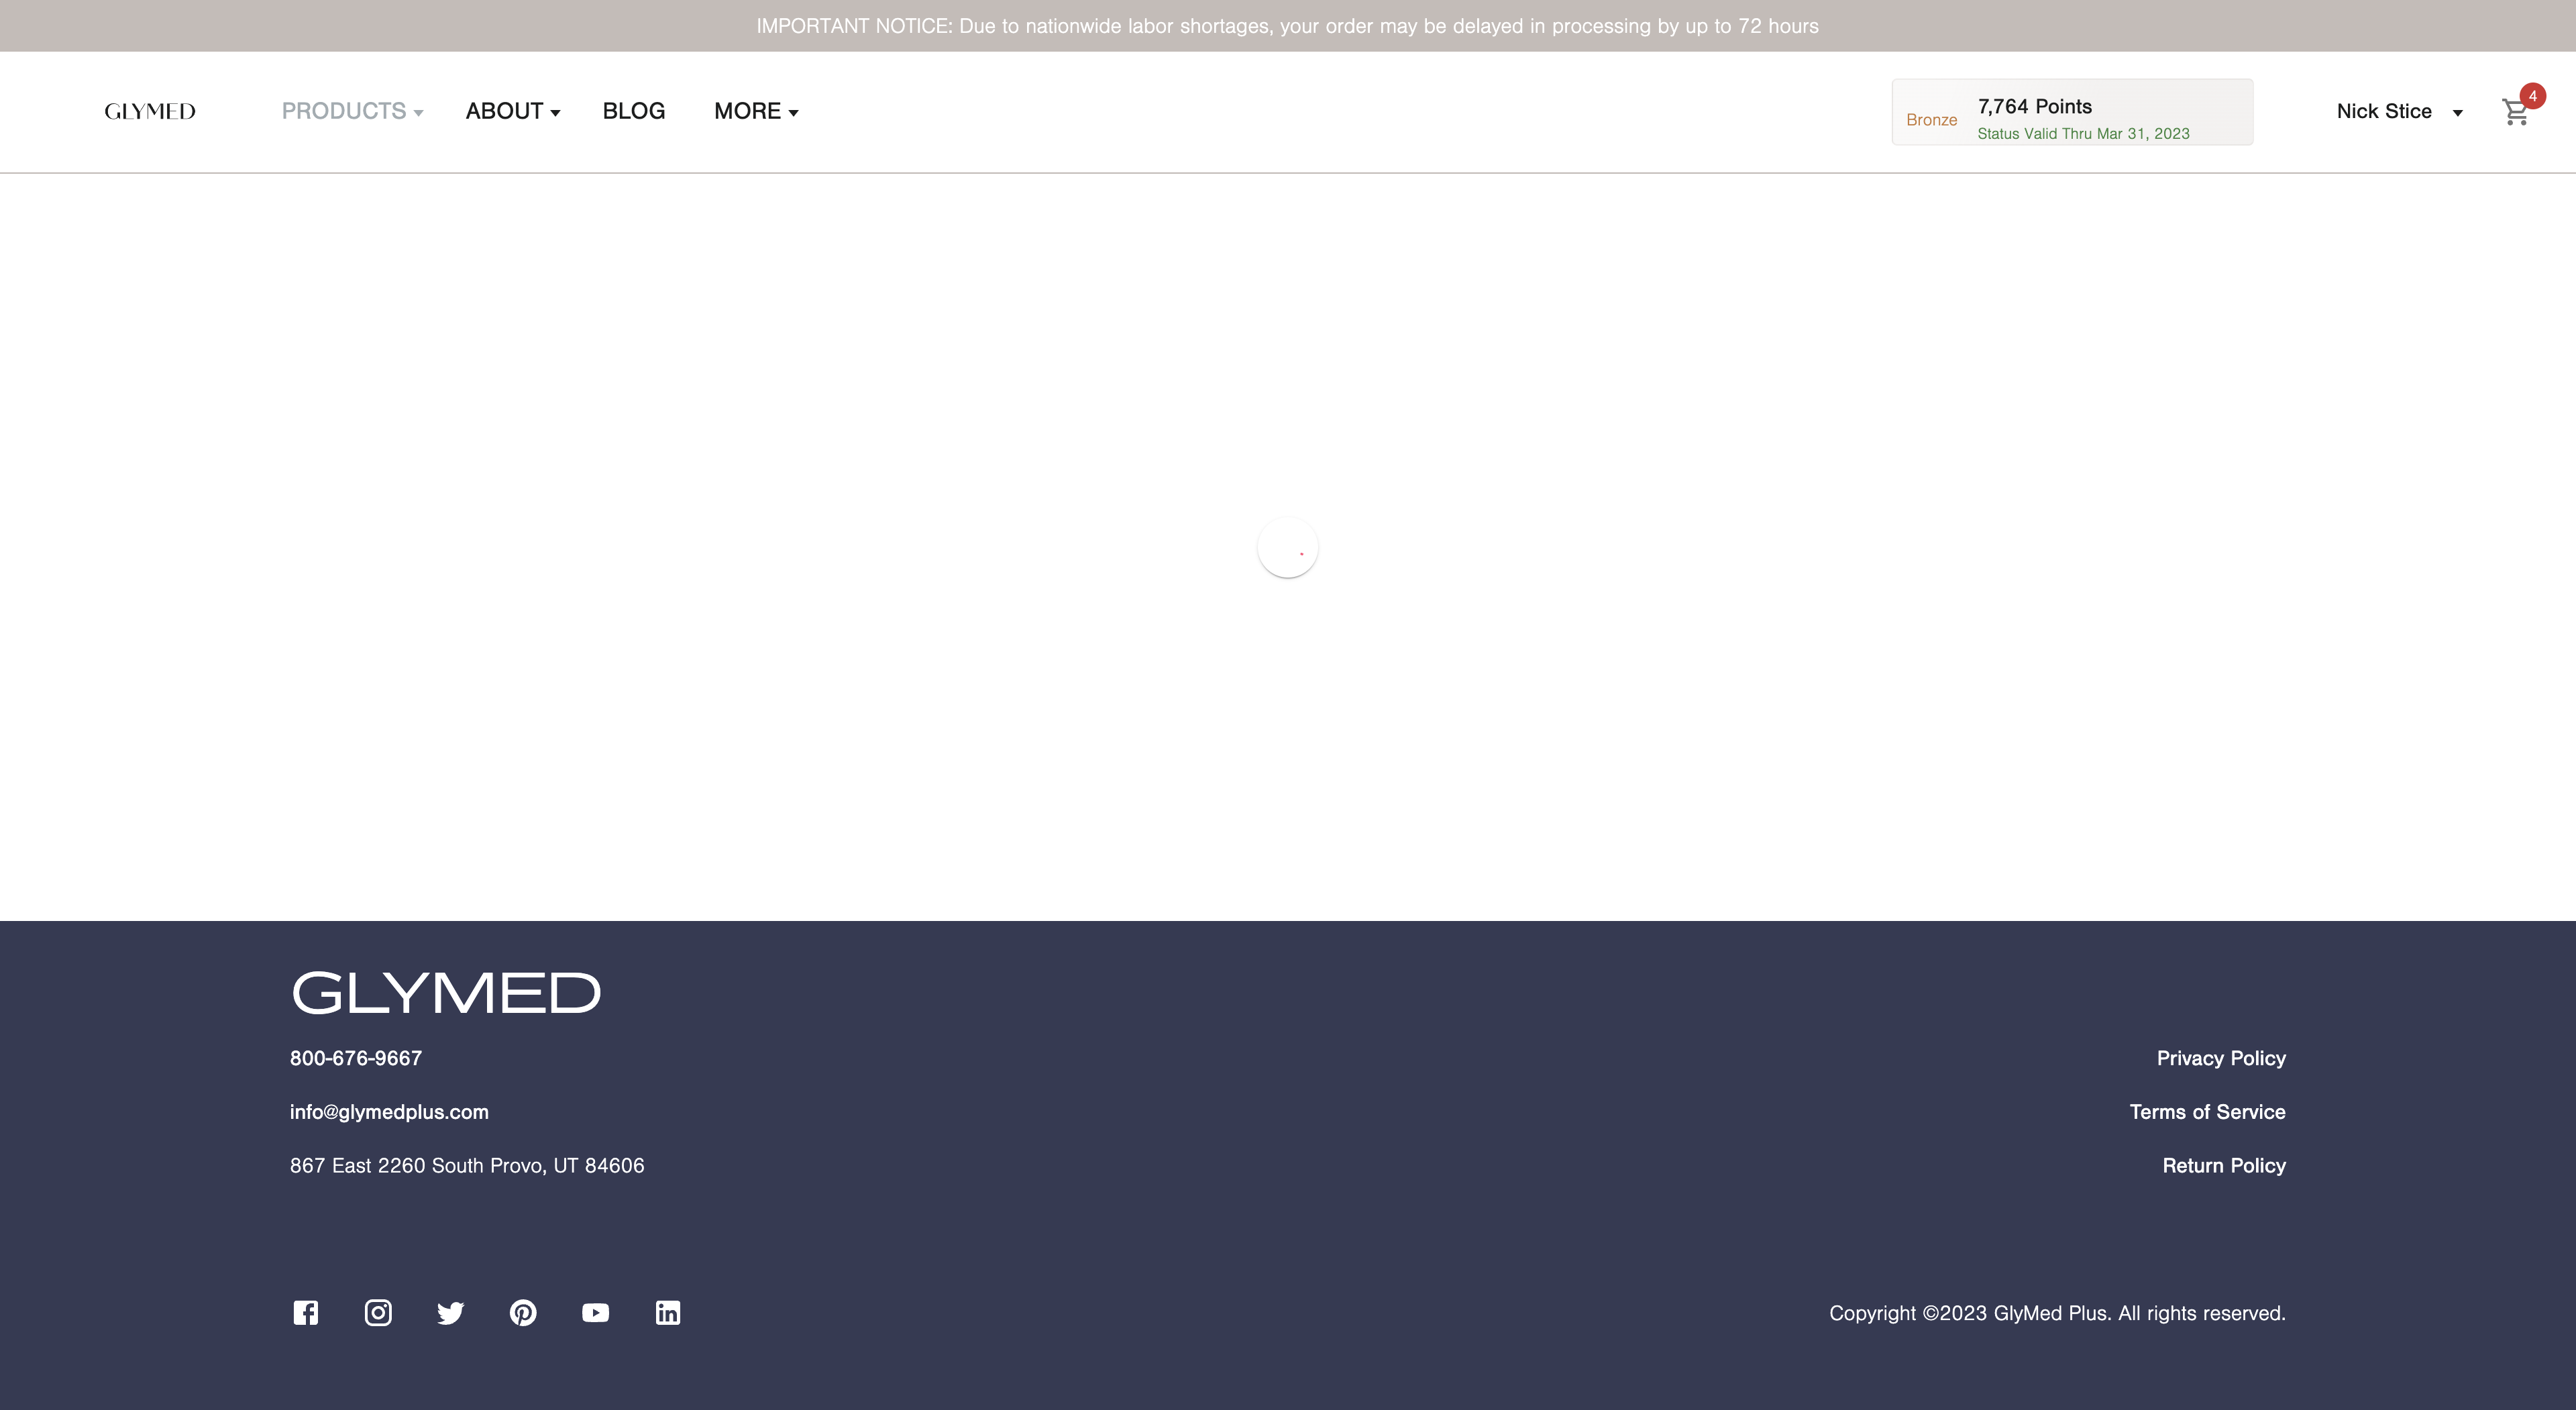 IMPORTANT NOTICE: Due to nationwide labor shortages, your order may be delayed in processing by up to 72 hours
GLYMED
PRODUCTS
ABOUT
BLOG
MORE
Bronze
7,764 Points
Status Valid Thru Mar 31, 2023
Nick Stice
4
GLYMED
800-676-9667
Privacy Policy
info@glymedplus.com
Terms of Service
867 East 2260 South Provo, UT 84606
Return Policy
Copyright ©2023 GlyMed Plus. All rights reserved.